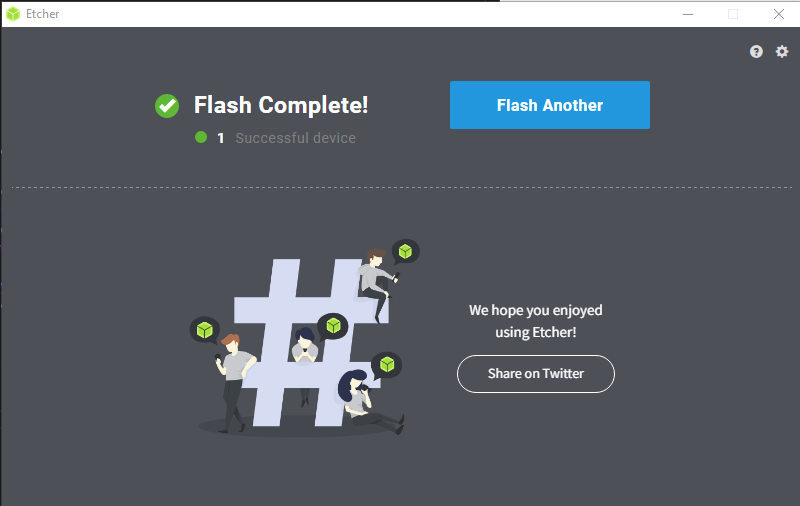 Etcher
Flash Complete!
1 Successful device
Flash Another
We hope you enjoyed
using Etcher!
Share on Twitter